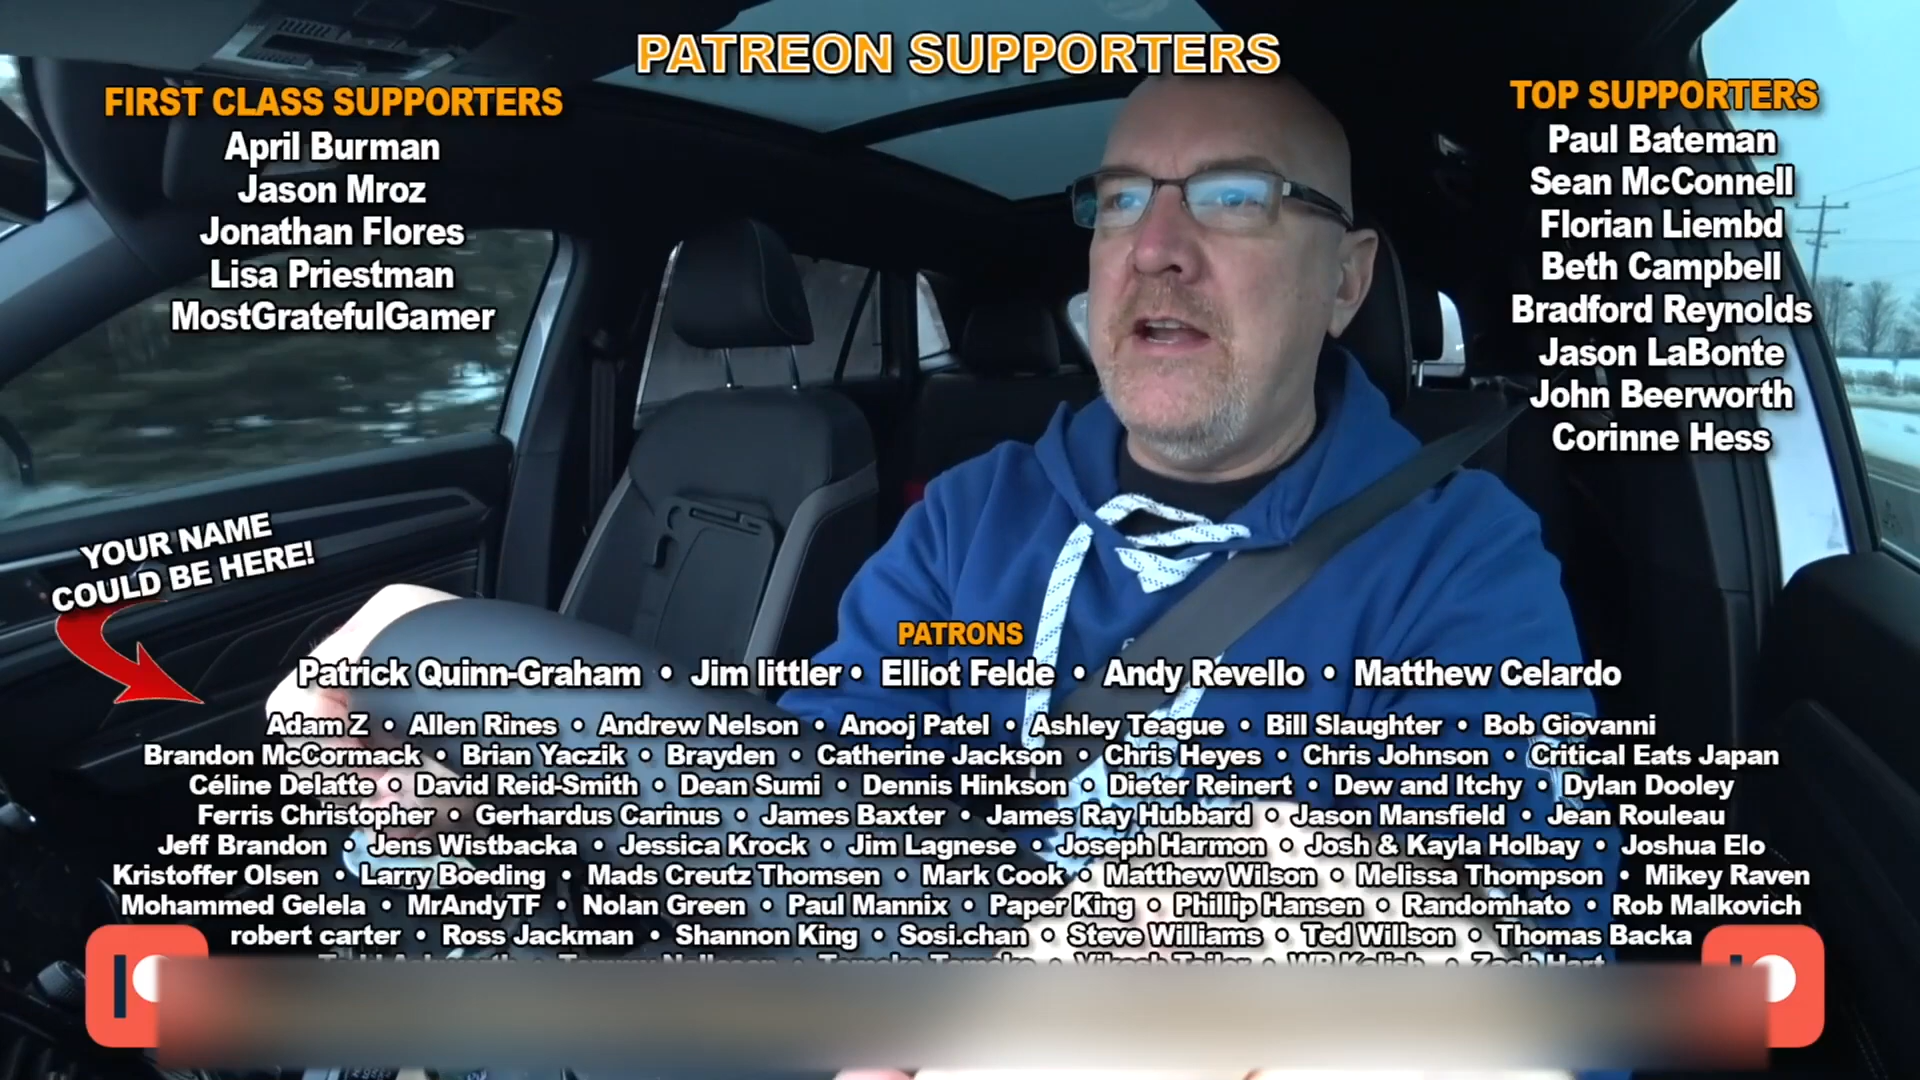 PATREON SUPPORTERS
FIRST CLASS SUPPORTERS
April Burman
Jason Mroz
Jonathan Flores
Lisa Priestman
MostGratefulGamer
TOP SUPPORTERS
Paul Bateman
Sean McConnell
Florian Liembd
Beth Campbell
Bradford Reynolds
Jason LaBonte
John Beerworth
Corinne Hess
YOUR NAME
COULD BE HERE!
PATRONS
Patrick Quinn-Graham • Jim littler • Elliot Felde • Andy Revello • Matthew Celardo
Adam Z • Allen Rines • Andrew Nelson • Anooj Patel • Ashley Teague • Bill Slaughter • Bob Giovanni
Brandon McCormack • Brian Yaczik • Brayden • Catherine Jackson • Chris Heyes • Chris Johnson • Critical Eats Japan
Céline Delatte • David Reid-Smith • Dean Sumi • Dennis Hinkson • Dieter Reinert • Dew and Itchy • Dylan Dooley
Ferris Christopher • Gerhardus Carinus • James Baxter • James Ray Hubbard • Jason Mansfield • Jean Rouleau
Jeff Brandon • Jens Wistbacka • Jessica Krock • Jim Lagnese • Joseph Harmon • Josh & Kayla Holbay • Joshua Elo
Kristoffer Olsen • Larry Boeding • Mads Creutz Thomsen • Mark Cook • Matthew Wilson • Melissa Thompson • Mikey Raven
Mohammed Gelela • MrAndyTF • Nolan Green • Paul Mannix • Paper King • Phillip Hansen • Randomhato • Rob Malkovich
robert carter • Ross Jackman • Shannon King • Sosi.chan • Steve Williams • Ted Willson • Thomas Backa